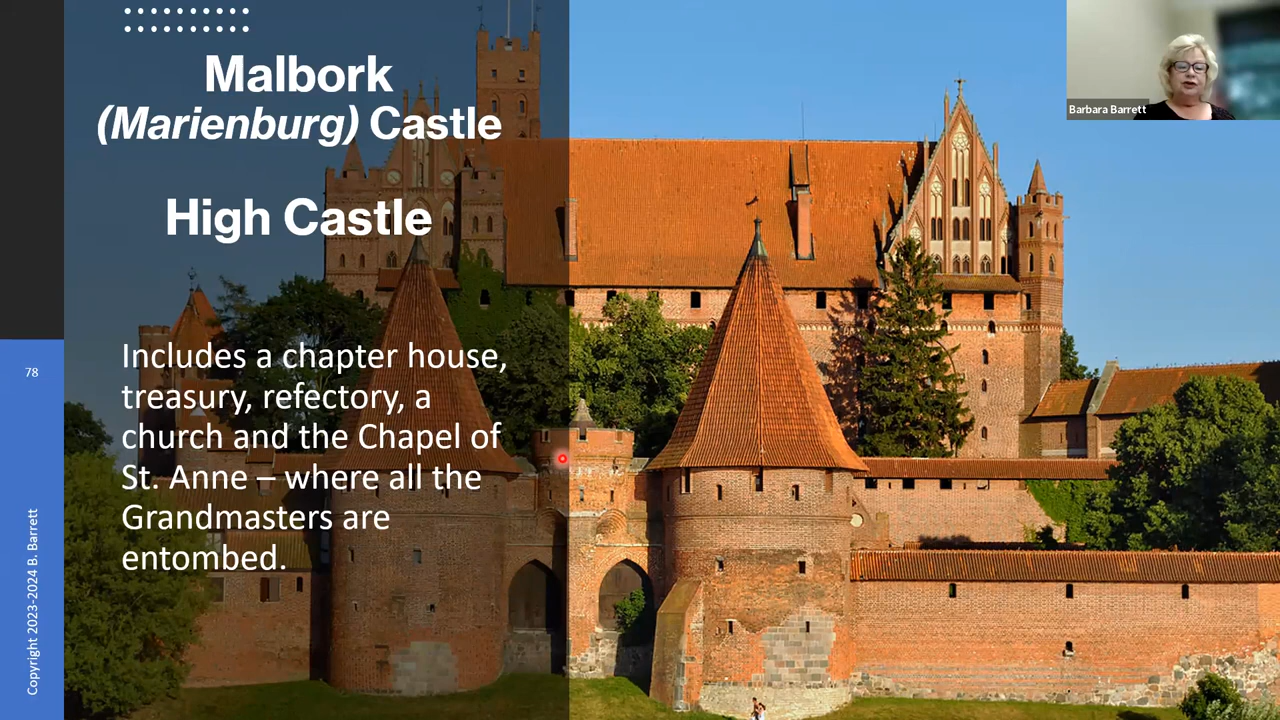 Malbork
(Marienburg) Castle
High Castle
Includes a chapter house,
treasury, refectory, a
church and the Chapel of
St. Anne – where all the
Grandmasters are
entombed.
78
Copyright 2023-2024 B. Barrett
Barbara Barrett